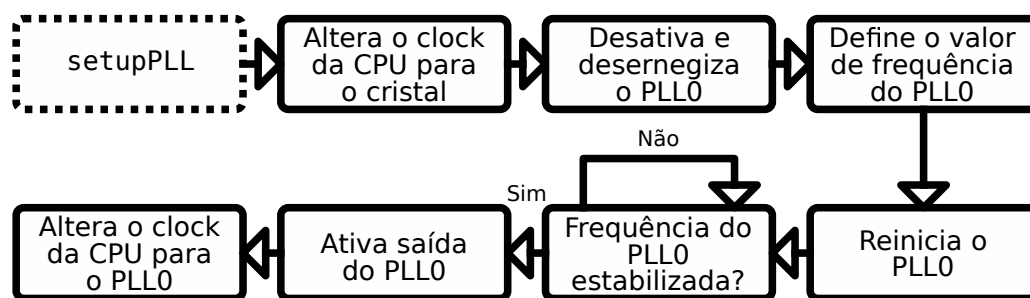 setupPLL
Altera o clock
da CPU para
o cristal
Desativa e
desernegiza
o PLL0
Define o valor
de frequência
do PLL0
Não
Sim
Altera o clock
da CPU para
o PLL0
Ativa saída
do PLL0
Frequência do
PLL0
estabilizada?
Reinicia o
PLL0